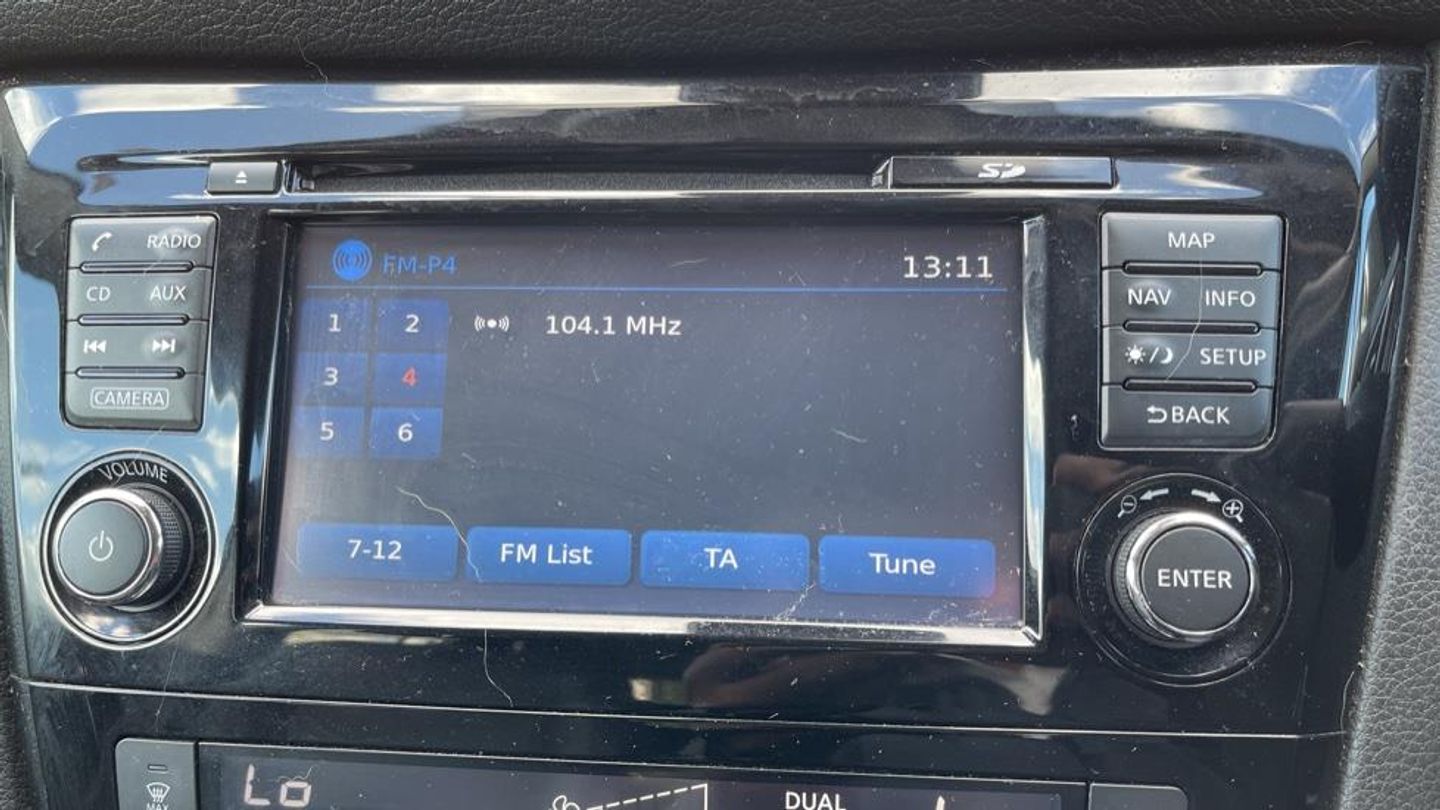 SD
RADIO
CD AUX
CAMERA
VOLUME
FM-P4 13:11
1 2 104.1 MHz
3 4
5 6
7-12 FM List TA Tune
MAP
NAV INFO
SETUP
BACK
ENTER
MAX
Lo
DUAL